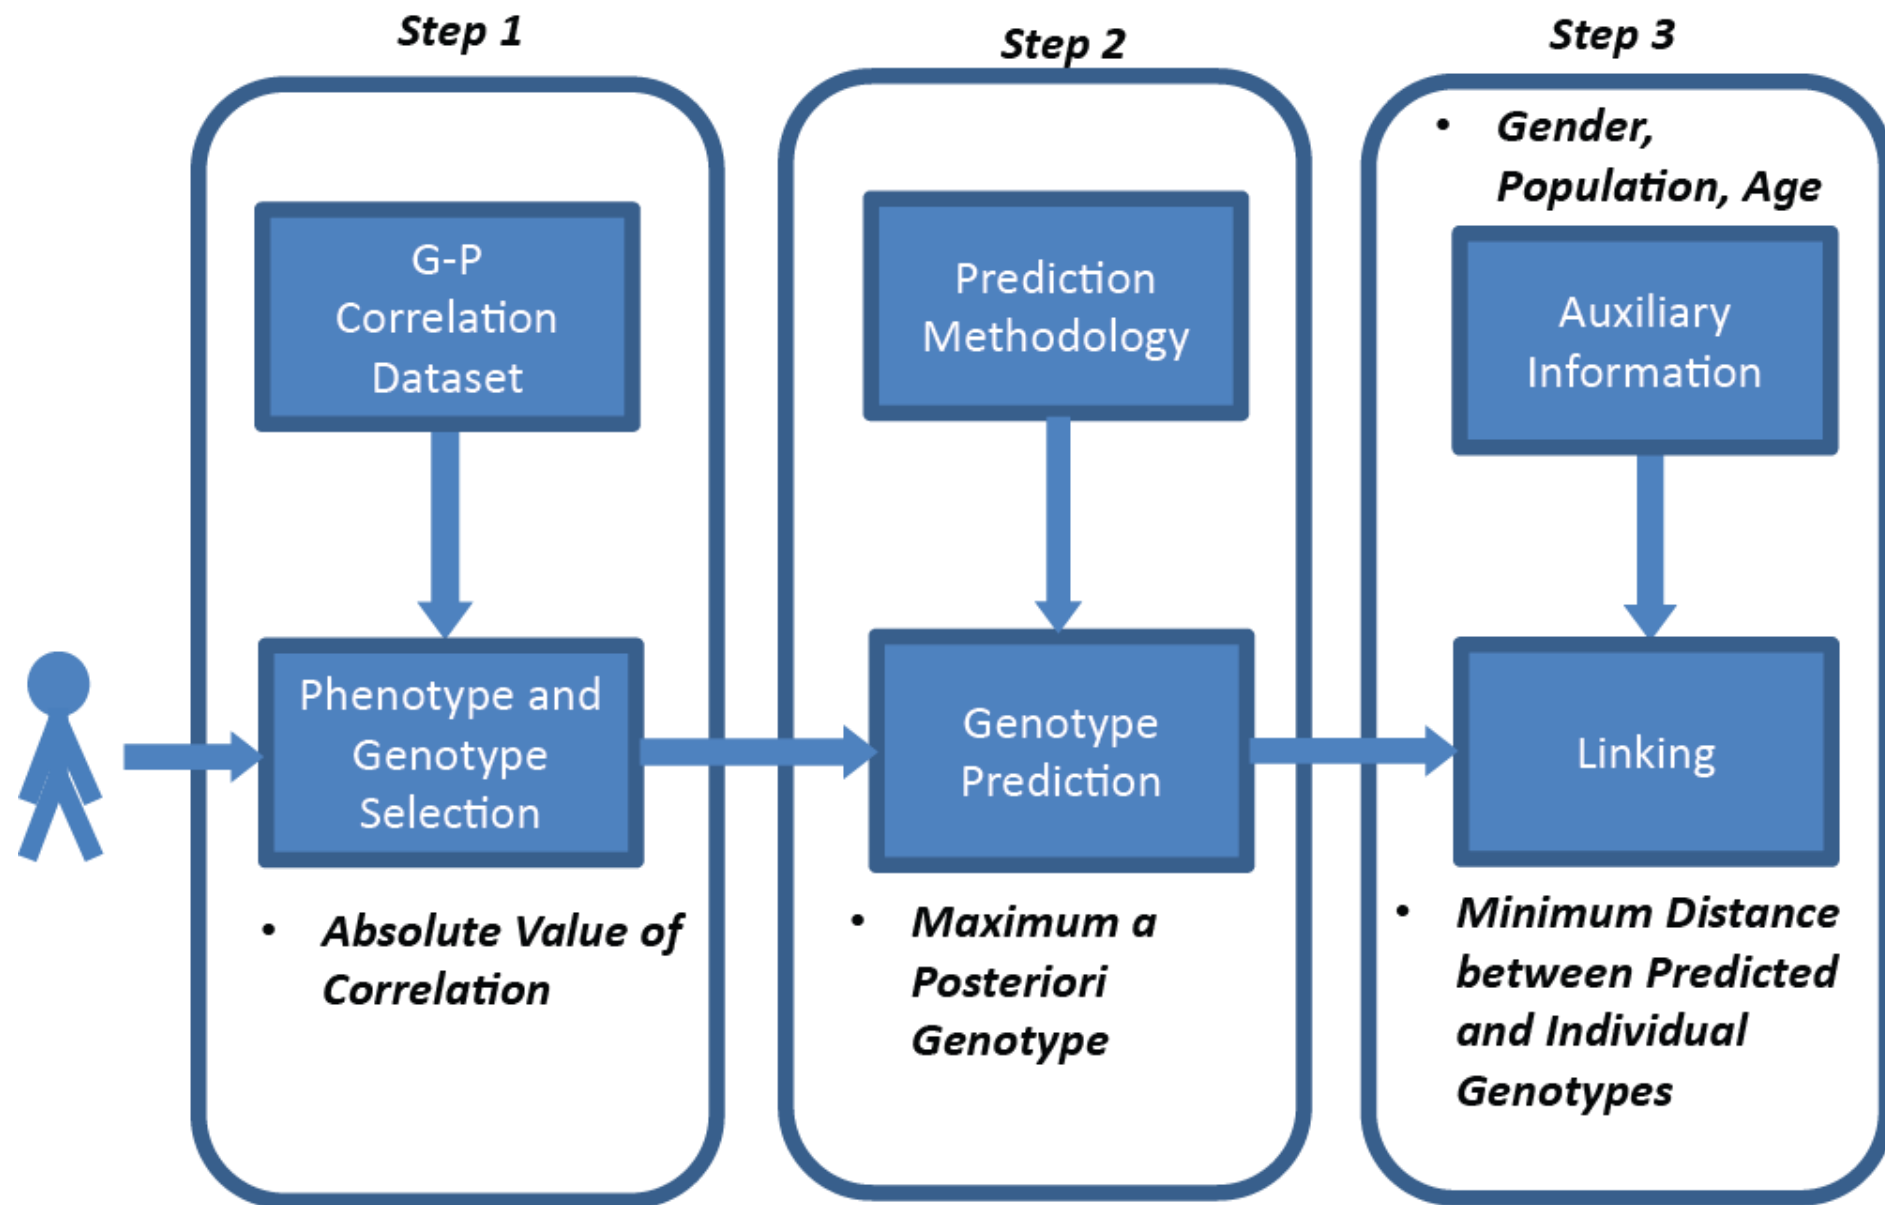 Step 1
G-P
Correlation
Dataset
Phenotype and
Genotype
Selection
• Absolute Value of
Correlation
Step 2
Prediction
Methodology
Genotype
Prediction
• Maximum a
Posteriori
Genotype
Step 3
• Gender,
Population, Age
Auxiliary
Information
Linking
• Minimum Distance
between Predicted
and Individual
Genotypes